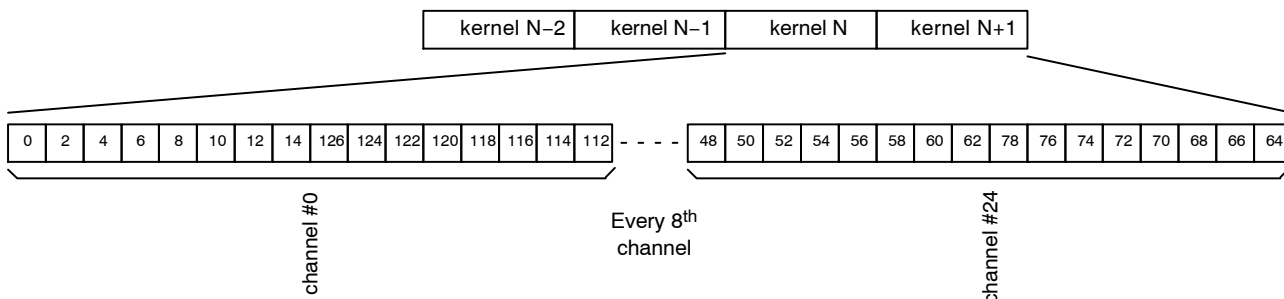 kernel N−2 kernel N−1 kernel N kernel N+1
0 2 4 6 8 10 12 14 126 124 122 120 118 116 114 112 - - - - 48 50 52 54 56 58 60 62 78 76 74 72 70 68 66 64
channel #0
Every 8th
channel
channel #24